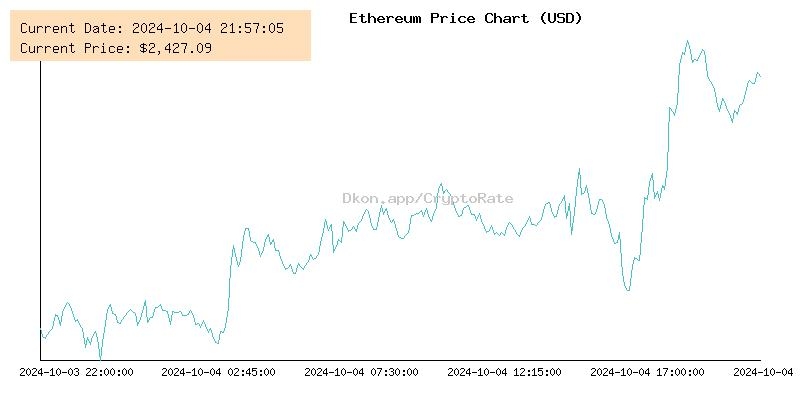 Ethereum Price Chart (USD)
Current Date: 2024-10-04 21:57:05
Current Price: $2,427.09
Dkon.app/CryptoRate
2024-10-03 22:00:00 2024-10-04 02:45:00 2024-10-04 07:30:00 2024-10-04 12:15:00 2024-10-04 17:00:00 2024-10-04